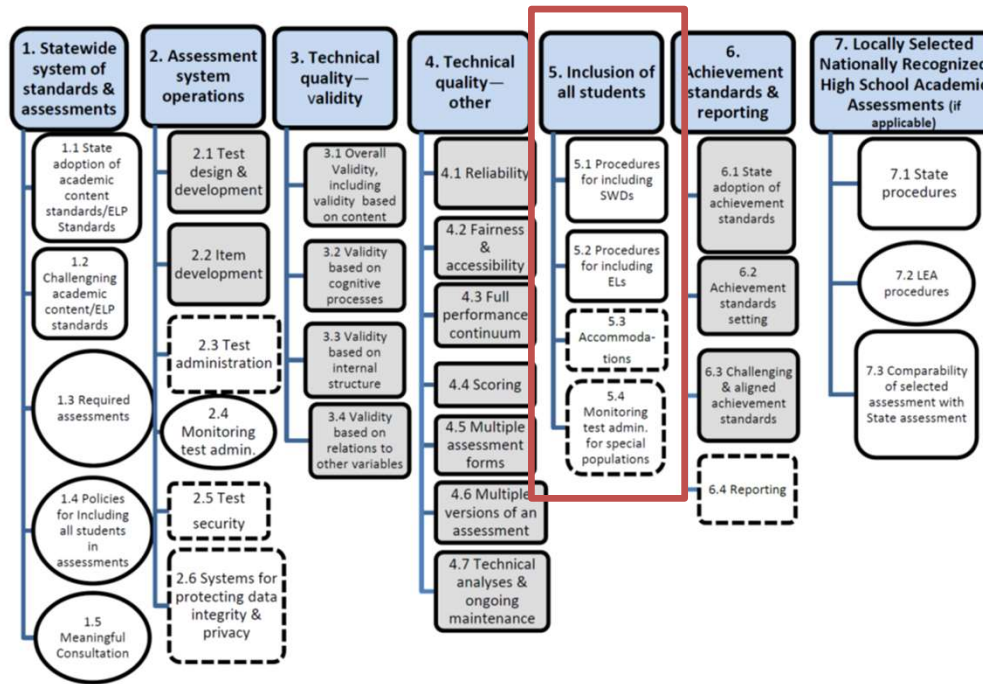 1. Statewide
system of
standards &
assessments
1.1 State
adoption of
academic
content
standards/ELP
Standards
1.2
Challengning
academic
content/ELP
standards
1.3 Required
assessments
1.4 Policies
for Including
all students
in
assessments
1.5
Meaningful
Consultation
2. Assessment
system
operations
2.1 Test
design &
development
2.2 Item
development
2.3 Test
administration
2.4
Monitoring
test admin.
2.5 Test
security
2.6 Systems for
protecting data
integrity &
privacy
3. Technical
quality—
validity
3.1 Overall
Validity,
including
validity based
on content
3.2 Validity
based on
cognitive
processes
3.3 Validity
based on
internal
structure
3.4 Validity
based on
relations to
other variables
4. Technical
quality—
other
4.1 Reliability
4.2 Fairness
&
accessibility
4.3 Full
performance
continuum
4.4 Scoring
4.5 Multiple
assessment
forms
4.6 Multiple
versions of an
assessment
4.7 Technical
analyses &
ongoing
maintenance
5. Inclusion of
all students
5.1 Procedures
for including
SWDs
5.2 Procedures
for including
ELs
5.3
Accommoda-
tions
5.4
Monitoring
test admin.
for special
populations
6.
Achievement
standards &
reporting
6.1 State
adoption of
achievement
standards
6.2
Achievement
standards
setting
6.3 Challenging
& aligned
achievement
standards
6.4 Reporting
7. Locally Selected
Nationally Recognized
High School Academic
Assessments (if
applicable)
7.1 State
procedures
7.2 LEA
procedures
7.3 Comparability
of selected
assessment with
State assessment